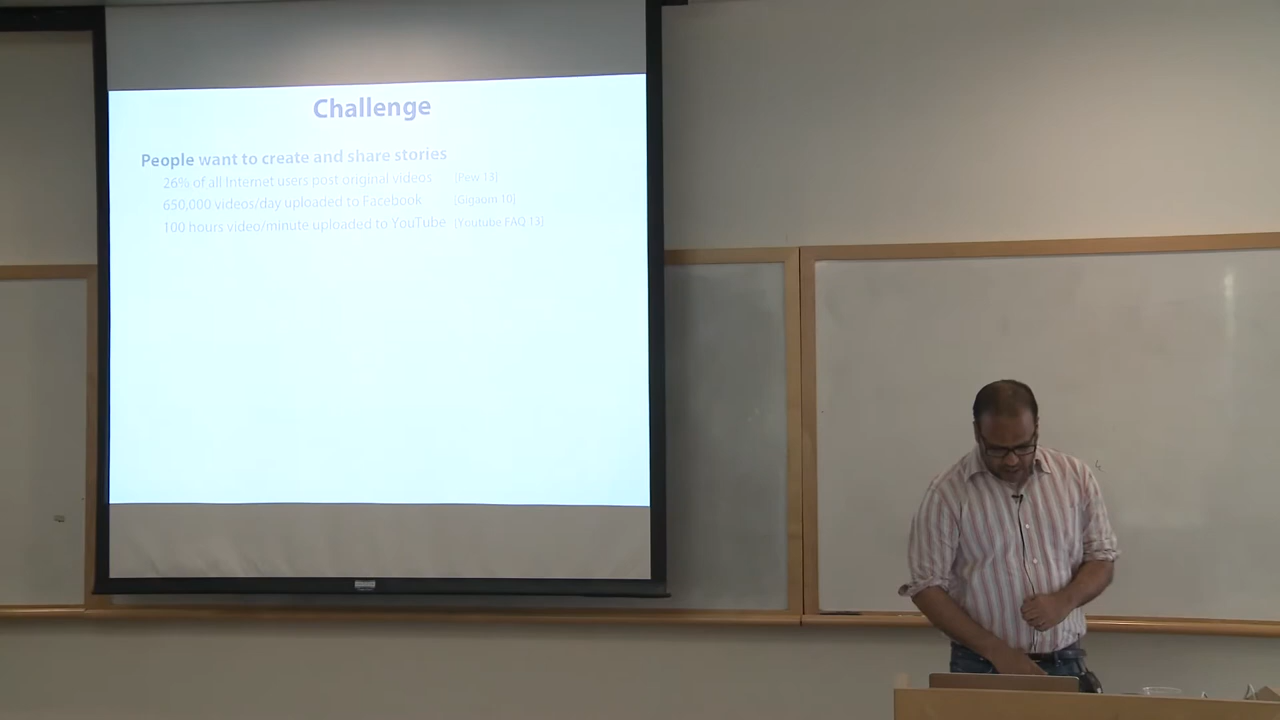 Challenge
People want to create and share stories
26% of all Internet users post original videos [Pew 13]
650,000 videos/day uploaded to Facebook [Gigaom 10]
100 hours video/minute uploaded to YouTube [Youtube FAQ 13]